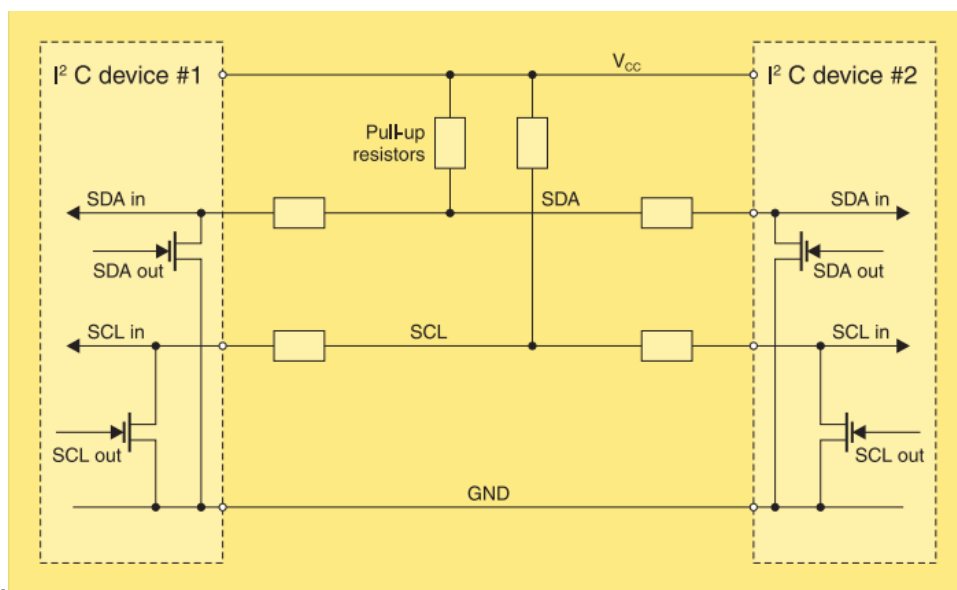 I² C device #1
V<sub>CC</sub>
I² C device #2
Pull-up
resistors
SDA in
SDA
SDA in
SDA out
SDA out
SCL in
SCL
SCL in
SCL out
SCL out
GND